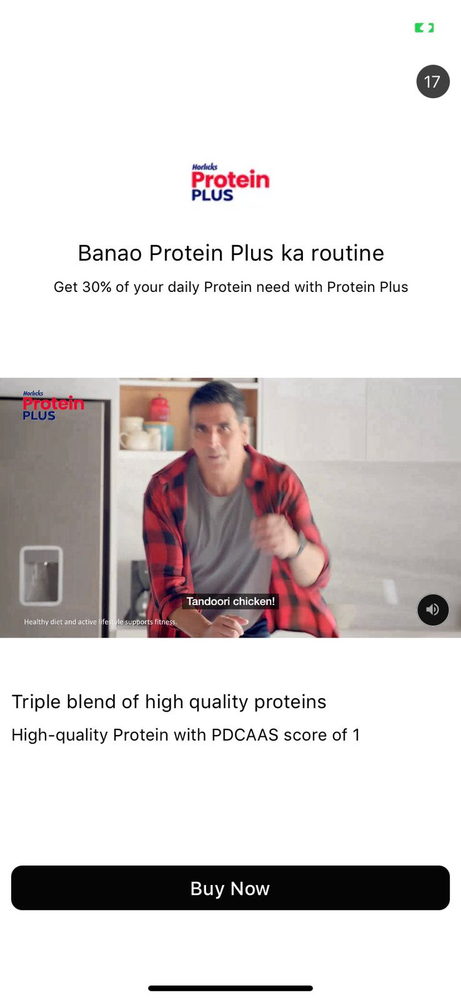 17
Horlicks
Protein
PLUS
Banao Protein Plus ka routine
Get 30% of your daily Protein need with Protein Plus
Horlicks
Protein
PLUS
Tandoori chicken!
Healthy diet and active lifestyle supports fitness.
Triple blend of high quality proteins
High-quality Protein with PDCAAS score of 1
Buy Now